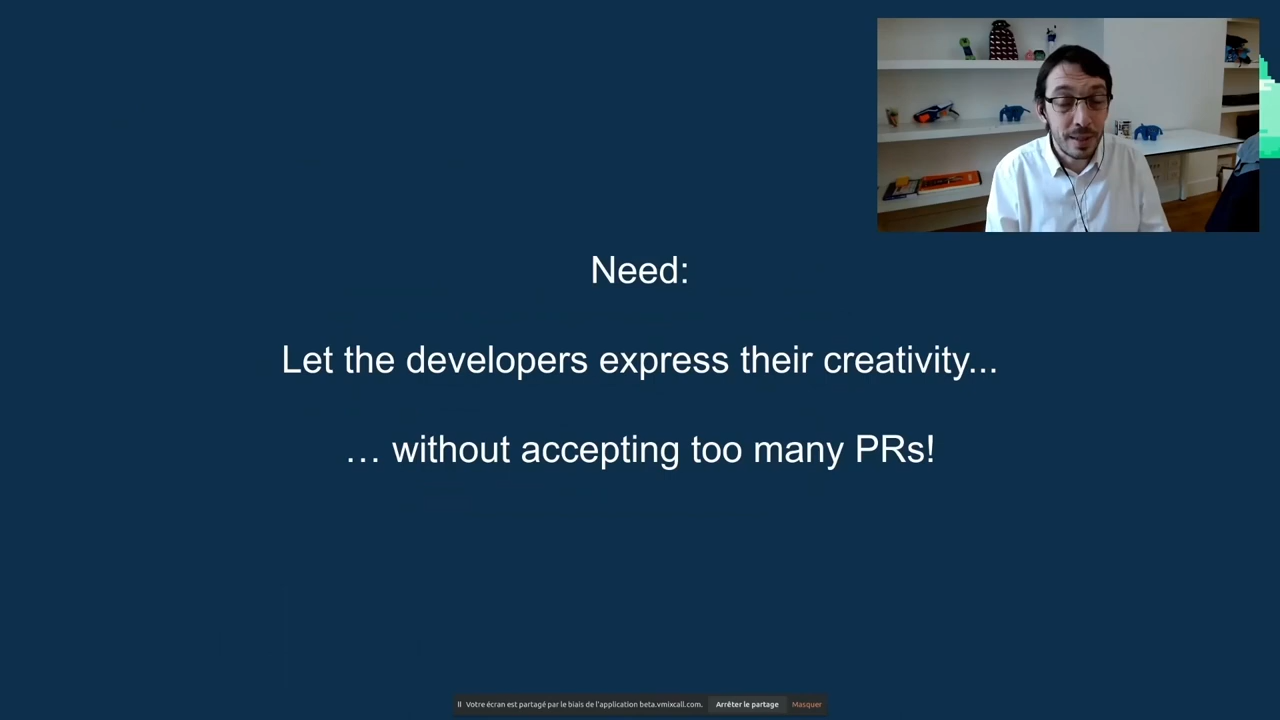 Need:
Let the developers express their creativity...
… without accepting too many PRs!
Votre écran est partagé par le biais de l'application beta.vmixcall.com. Arrêter le partage Masquer